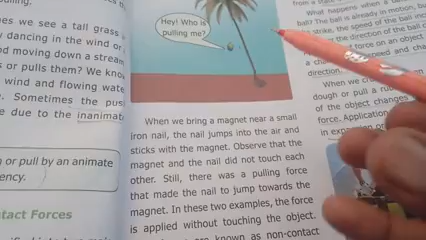 es we see a tall grass
dancing in the wind or
d moving down a stream
s or pulls them? We know
wind and flowing wate
e. Sometimes the pus
e due to the inanimat
or pull by an animate
ency.
tact Forces
Hey! Who is
pulling me?
When we bring a magnet near a small
iron nail, the nail jumps into the air and
sticks with the magnet. Observe that the
magnet and the nail did not touch each
other. Still, there was a pulling force
that made the nail to jump towards the
magnet. In these two examples, the force
is applied without touching the object.
are known as non-contact
What happens when a
ball? The ball is already in motion, bu
strike, the speed of the ball inc
the direction of the ball c
force on an object
speed and cha
direction.
When we
dough or pull a rub
of the object changes
force. Application
in exp